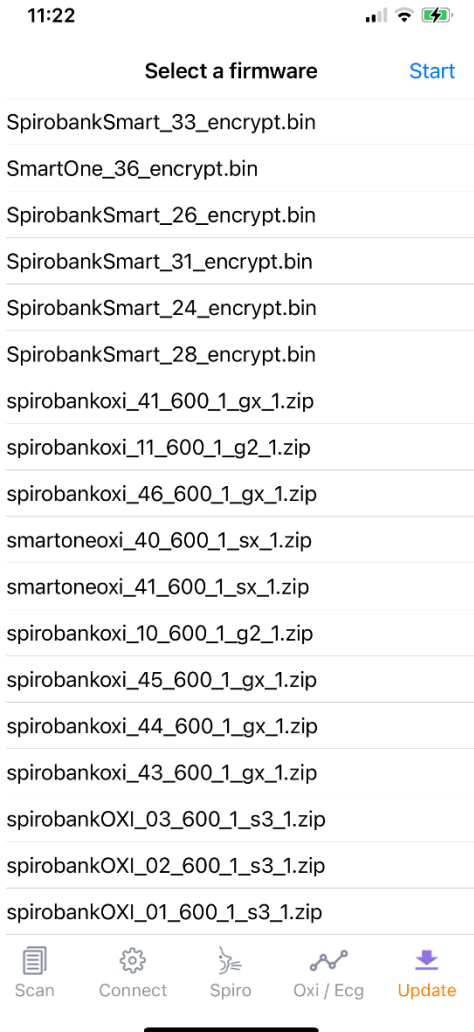 11:22
Select a firmware Start
SpirobankSmart_33_encrypt.bin
SmartOne_36_encrypt.bin
SpirobankSmart_26_encrypt.bin
SpirobankSmart_31_encrypt.bin
SpirobankSmart_24_encrypt.bin
SpirobankSmart_28_encrypt.bin
spirobankoxi_41_600_1_gx_1.zip
spirobankoxi_11_600_1_g2_1.zip
spirobankoxi_46_600_1_gx_1.zip
smartoneoxi_40_600_1_sx_1.zip
smartoneoxi_41_600_1_sx_1.zip
spirobankoxi_10_600_1_g2_1.zip
spirobankoxi_45_600_1_gx_1.zip
spirobankoxi_44_600_1_gx_1.zip
spirobankoxi_43_600_1_gx_1.zip
spirobankOXI_03_600_1_s3_1.zip
spirobankOXI_02_600_1_s3_1.zip
spirobankOXI_01_600_1_s3_1.zip
Scan Connect Spiro Oxi / Ecg Update